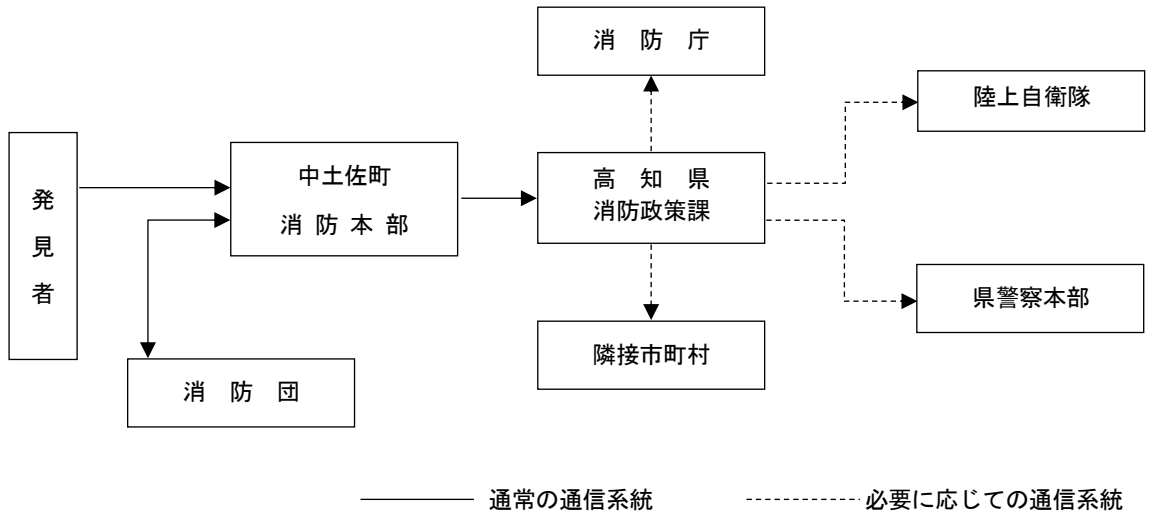 消 防 庁
陸上自衛隊
発見者
中土佐町
消 防 本 部
高 知 県
消防政策課
県警察本部
隣接市町村
消 防 団
通常の通信系統
必要に応じての通信系統